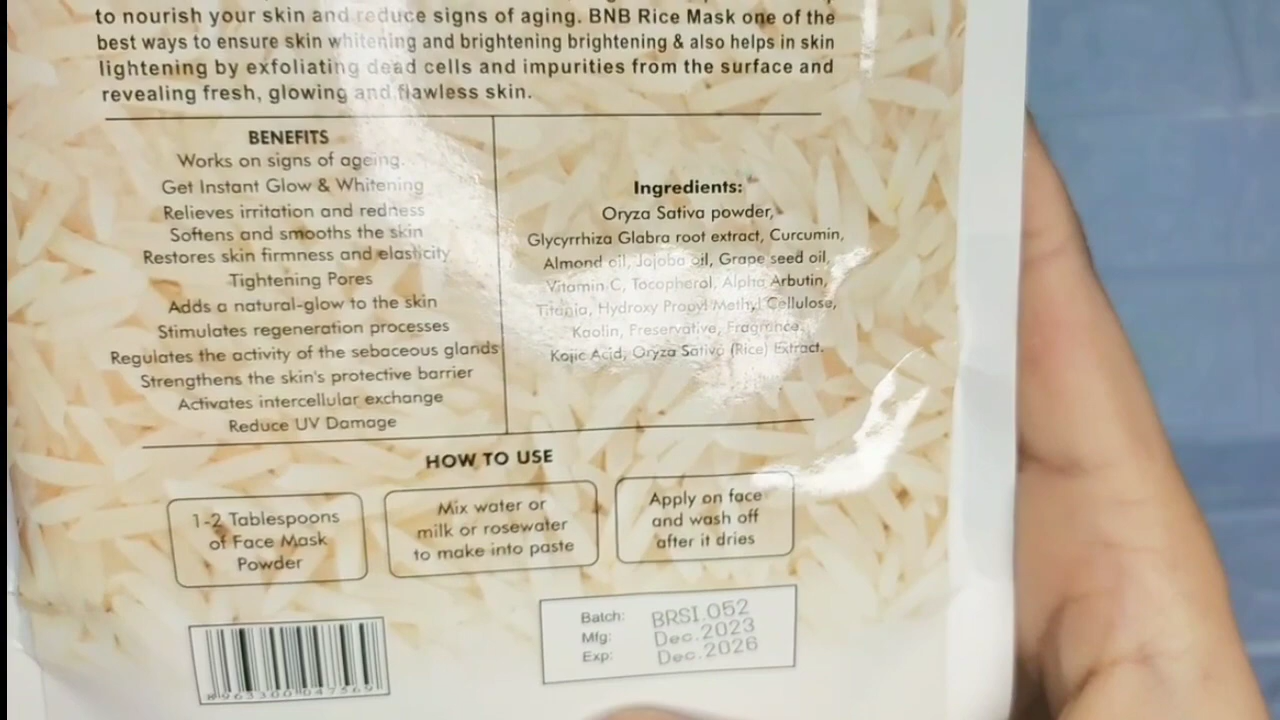 to nourish your skin and reduce signs of aging. BNB Rice Mask one of the
best ways to ensure skin whitening and brightening brightening & also helps in skin
lightening by exfoliating dead cells and impurities from the surface and
revealing fresh, glowing and flawless skin.
BENEFITS
Works on signs of ageing.
Get Instant Glow & Whitening
Relieves irritation and redness
Softens and smooths the skin
Restores skin firmness and elasticity
Tightening Pores
Adds a natural-glow to the skin
Stimulates regeneration processes
Regulates the activity of the sebaceous glands
Strengthens the skin's protective barrier
Activates intercellular exchange
Reduce UV Damage
Ingredients:
Oryza Sativa powder,
Glycyrrhiza Glabra root extract, Curcumin,
Almond oil, Jojoba oil, Grape seed oil,
Vitamin C, Tocopherol, Alpha Arbutin,
Titania, Hydroxy Propyl Methyl Cellulose,
Kaolin, Preservative, Fragrance,
Kojic Acid, Oryza Sativa (Rice) Extract.
HOW TO USE
1-2 Tablespoons
of Face Mask
Powder
Mix water or
milk or rosewater
to make into paste
Apply on face
and wash off
after it dries
Batch: BRSI.052
Mfg: Dec.2023
Exp: Dec.2026